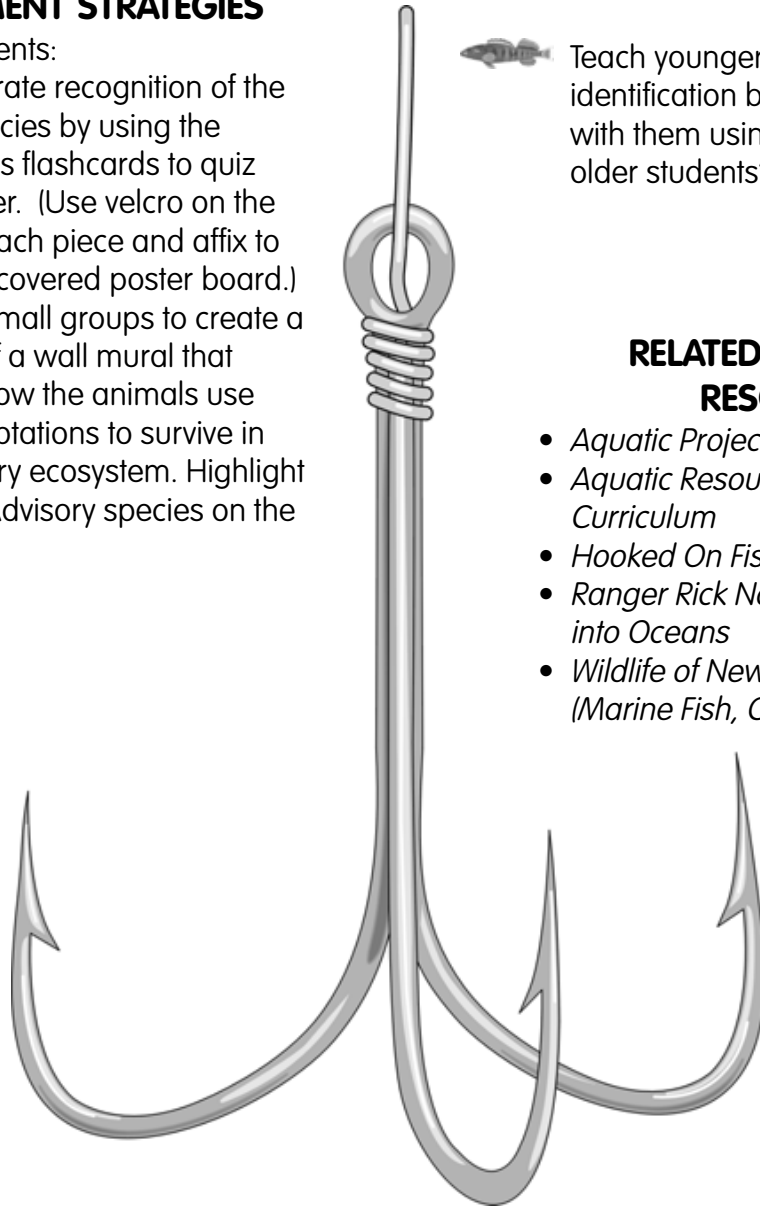 MENT STRATEGIES
ents:
rate recognition of the
cies by using the
s flashcards to quiz
er. (Use velcro on the
ach piece and affix to
covered poster board.)
mall groups to create a
f a wall mural that
ow the animals use
ptations to survive in
ry ecosystem. Highlight
Advisory species on the
Teach younger
identification b
with them usin
older students'
RELATED
RESO
• Aquatic Projec
• Aquatic Resou
Curriculum
• Hooked On Fis
• Ranger Rick Na
into Oceans
• Wildlife of New
(Marine Fish, C